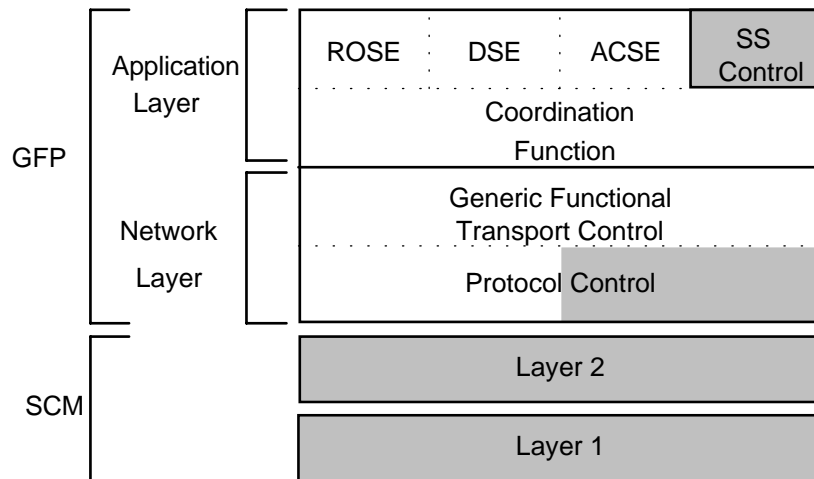 GFP
Application
Layer
ROSE
DSE
ACSE
SS
Control
Coordination
Function
Network
Layer
Generic Functional
Transport Control
Protocol Control
SCM
Layer 2
Layer 1